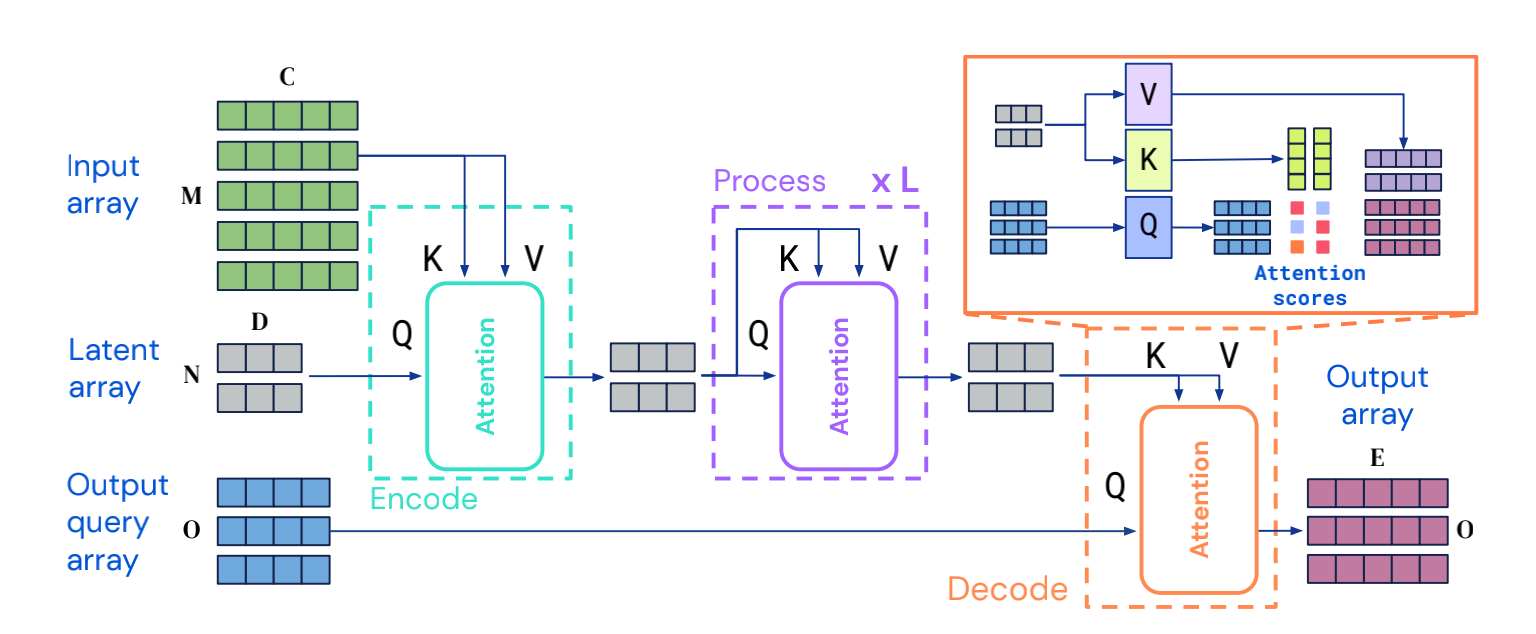 C
Input
array
M
K
V
Q
Attention
Encode
D
Latent
array
N
Output
query
array
O
Process
x L
K
V
Q
Attention
V
K
Q
Attention
scores
K
V
Q
Attention
Decode
Output
array
E
O